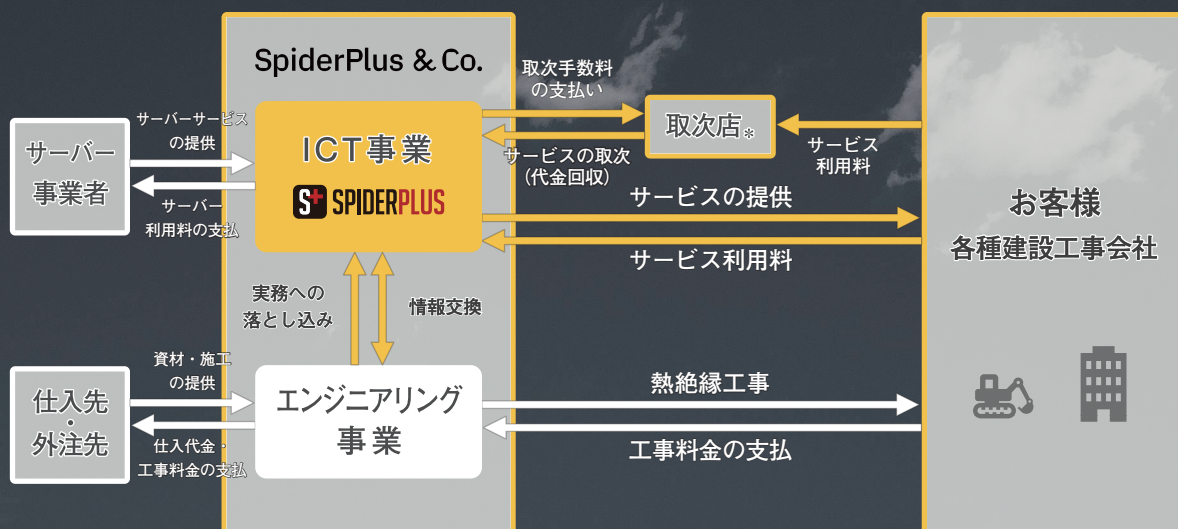 SpiderPlus & Co.
サーバー
事業者
サーバーサービス
の提供
サーバー
利用料の支払
ICT事業
S+ SPIDERPLUS
取次手数料
の支払い
サービスの取次
(代金回収)
取次店*
サービス
利用料
サービスの提供
サービス利用料
お客様
各種建設工事会社
実務への
落とし込み
情報交換
仕入先
・
外注先
資材・施工
の提供
仕入代金・
工事料金の支払
エンジニアリング
事業
熱絶縁工事
工事料金の支払